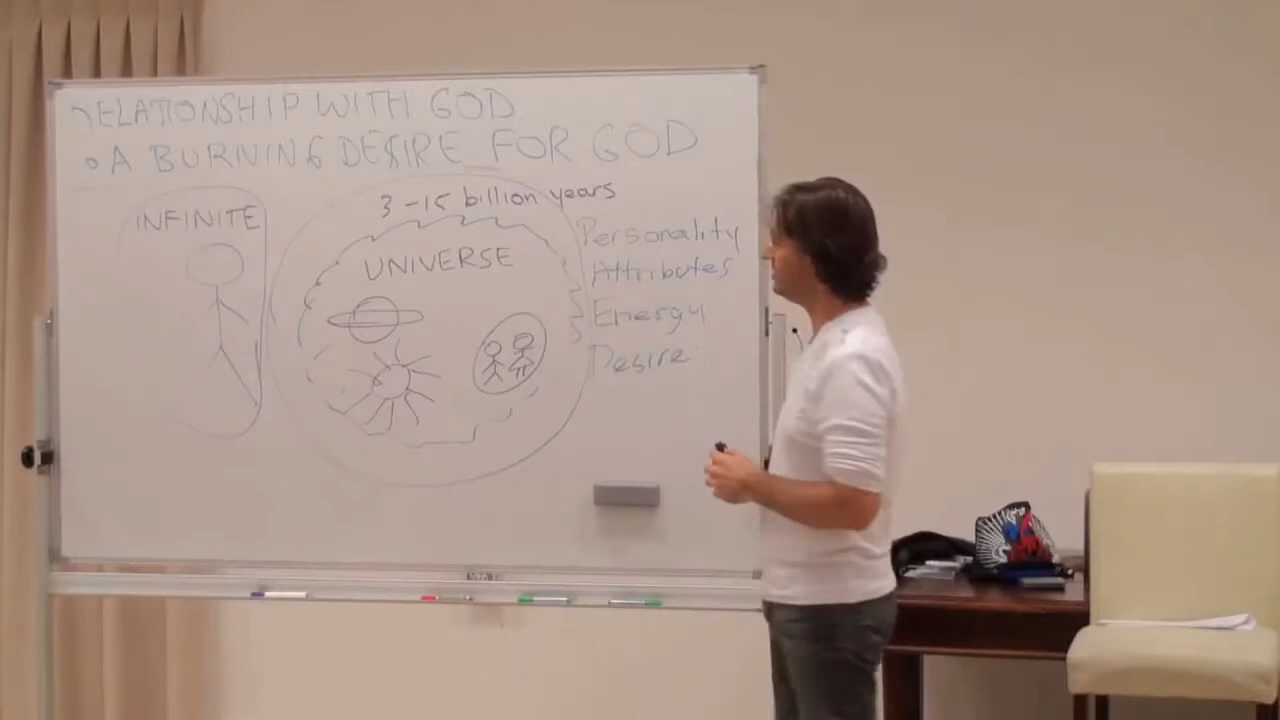 RELATIONSHIP WITH GOD
• A BURNING DESIRE FOR GOD
3-15 billion years
INFINITE
UNIVERSE
Personality
Attributes
Energy
Desire